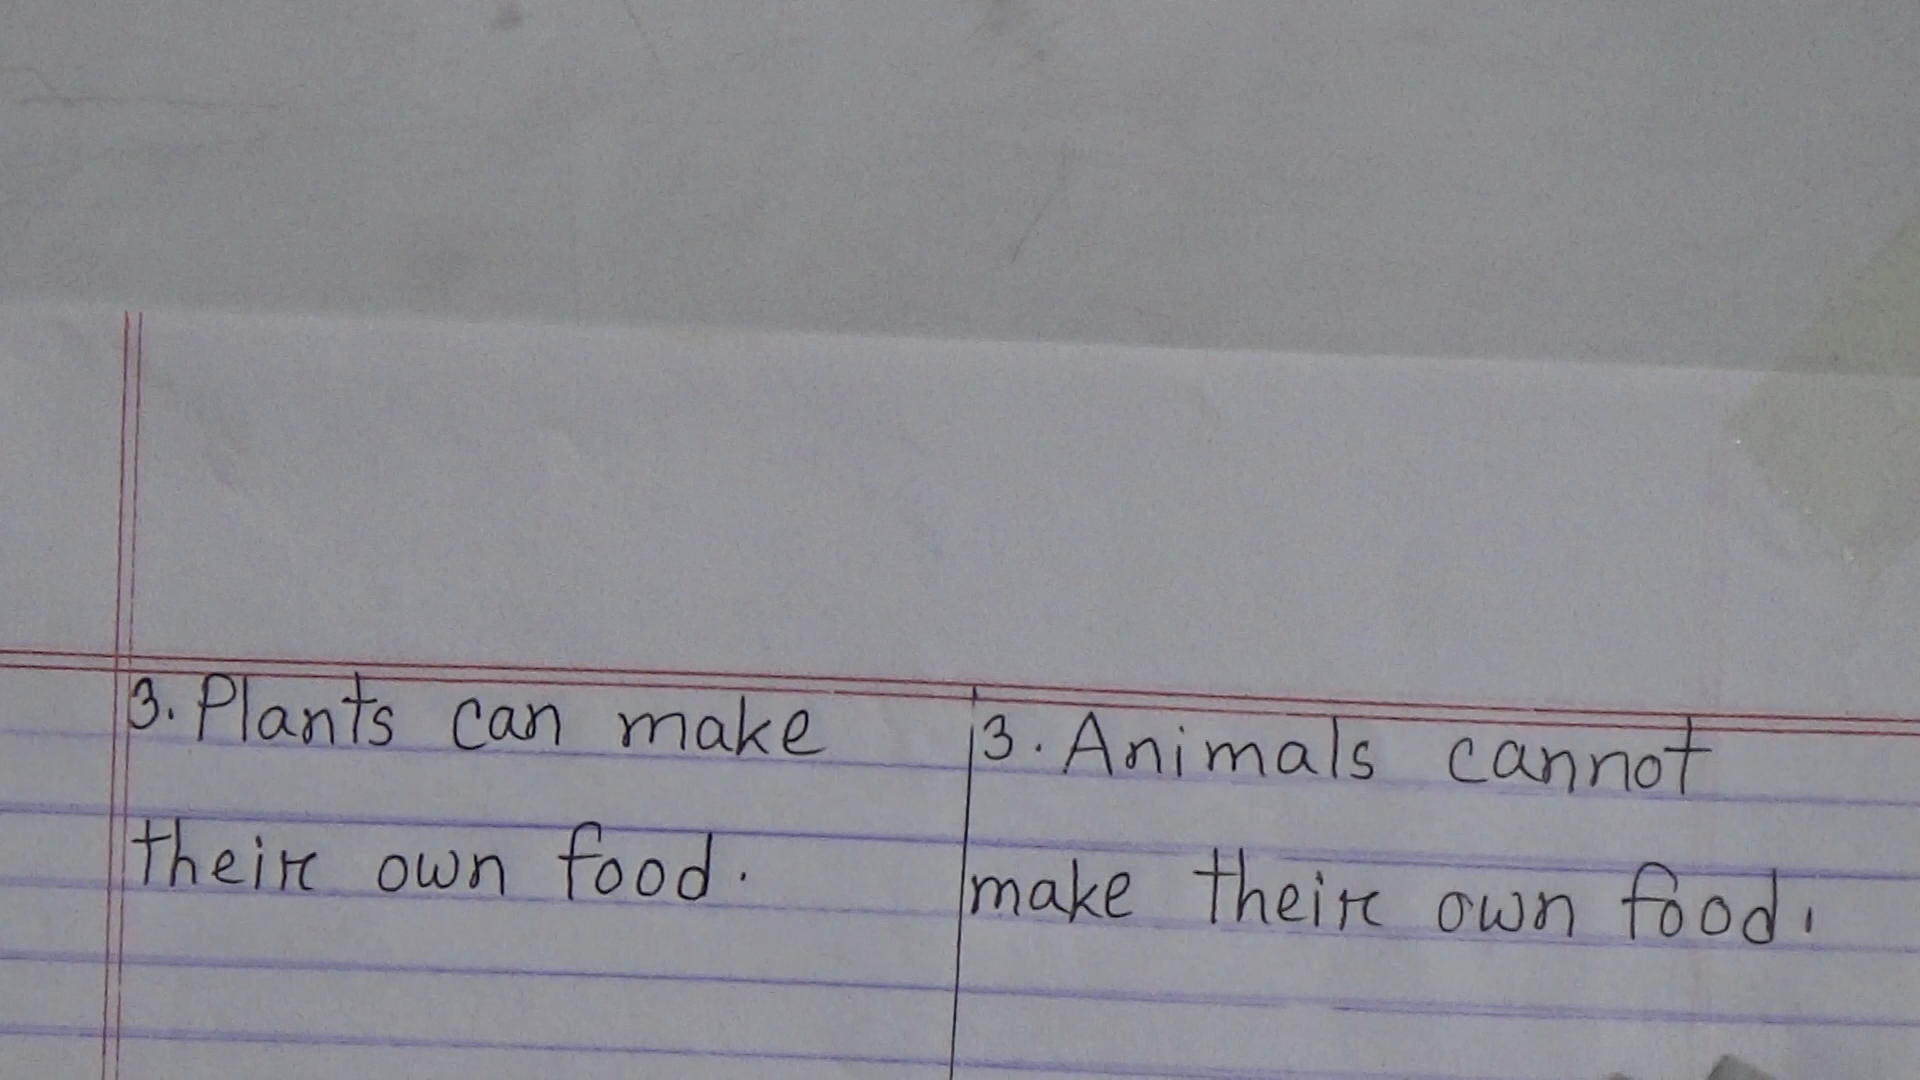 3. Plants can make
their own food.
3. Animals cannot
make their own food.